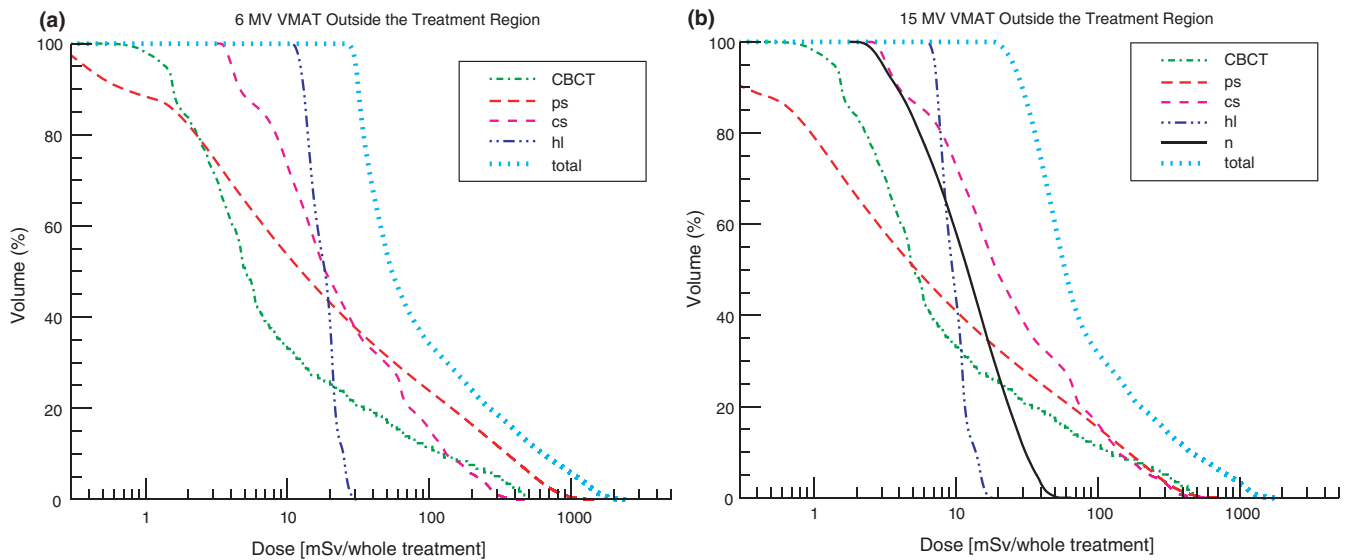 (a)
6 MV VMAT Outside the Treatment Region
CBCT
ps
cs
hl
total
100
80
60
40
20
0
Volume (%)
1
10
100
1000
Dose [mSv/whole treatment]
(b)
15 MV VMAT Outside the Treatment Region
CBCT
ps
cs
hl
n
total
100
80
60
40
20
0
Volume (%)
1
10
100
1000
Dose [mSv/whole treatment]